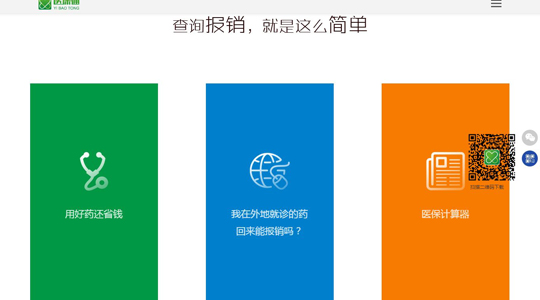 YI BAO TONG
查询报销，就是这么简单
用好药还省钱
我在外地就诊的药
回来能报销吗？
医保计算器
扫描二维码下载